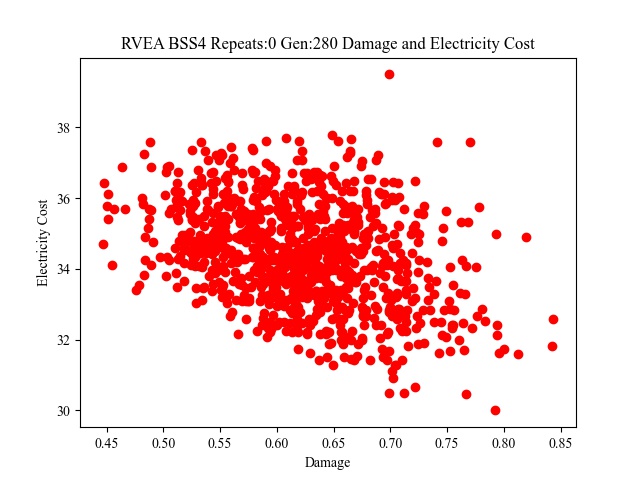 RVEA BSS4 Repeats:0 Gen:280 Damage and Electricity Cost
Electricity Cost
38
36
34
32
30
0.45 0.50 0.55 0.60 0.65 0.70 0.75 0.80 0.85
Damage